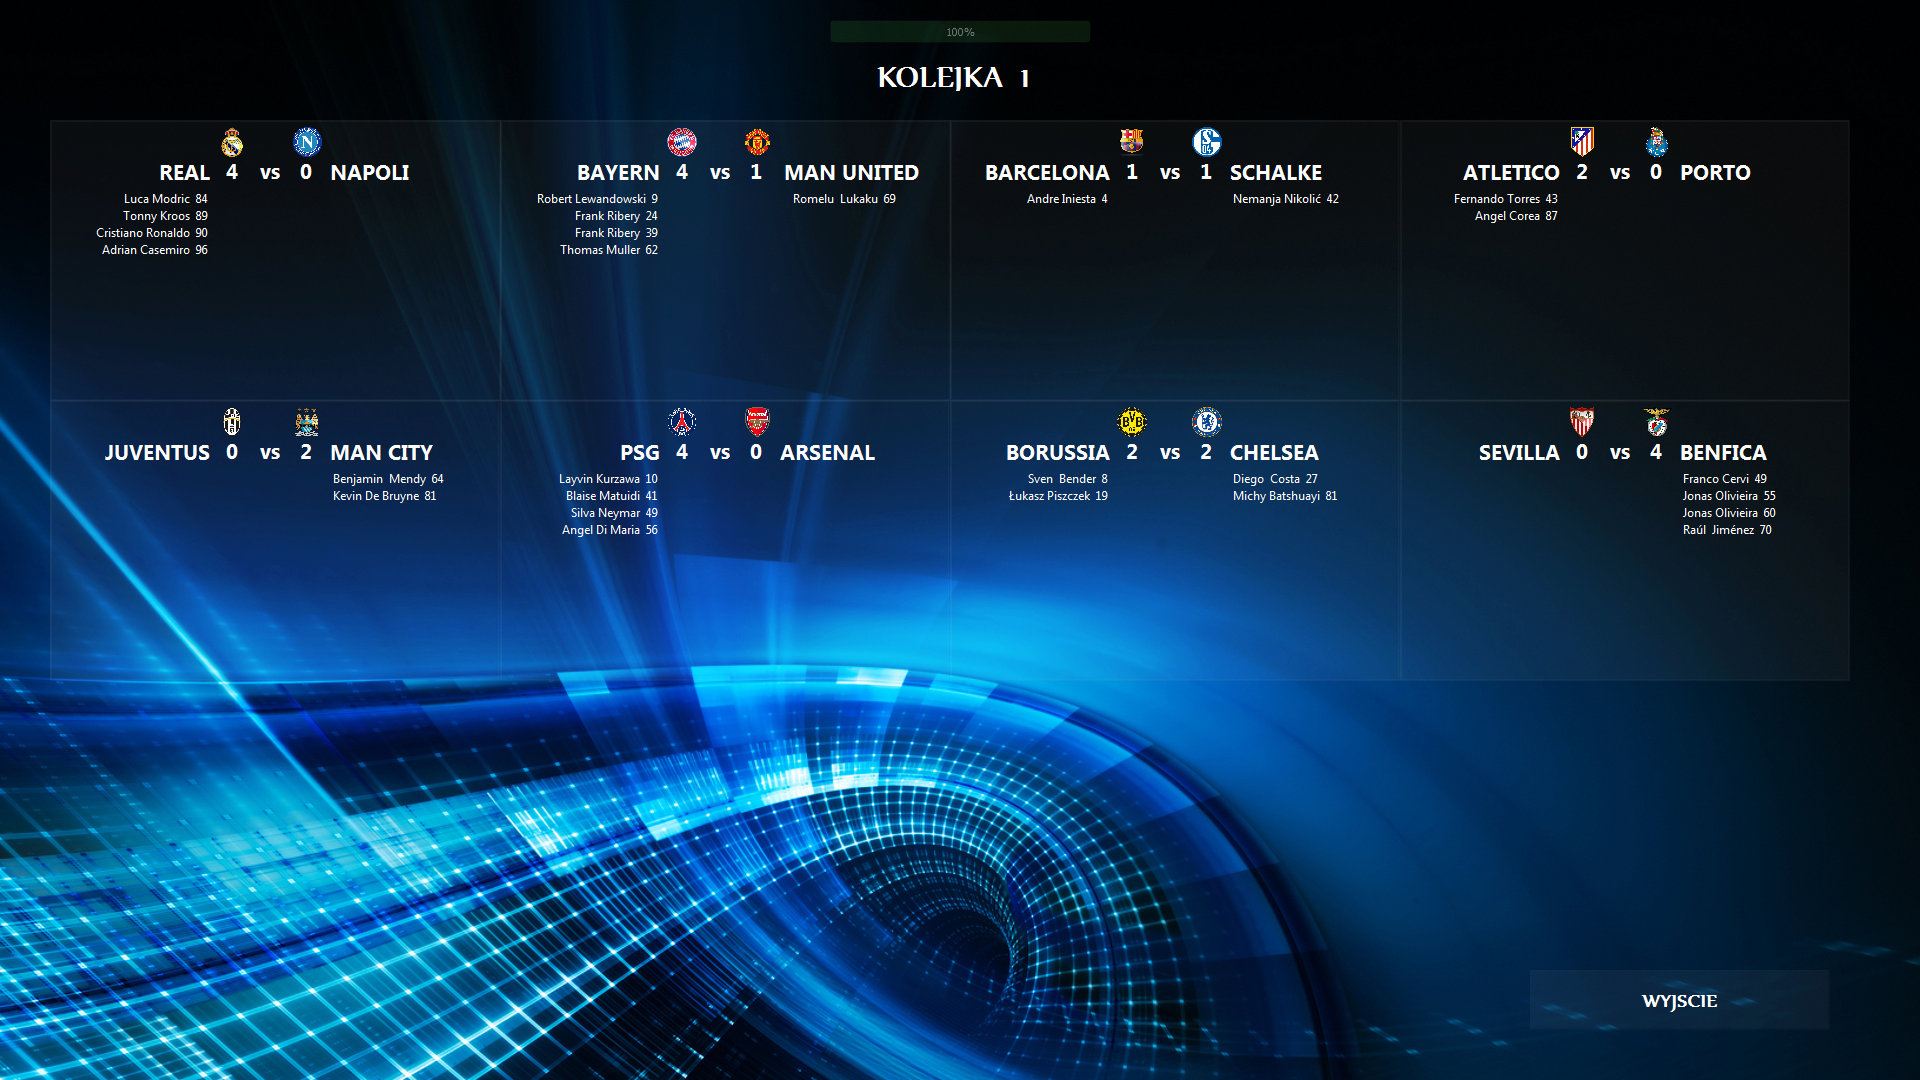 100%
KOLEJKA 1
REAL 4 vs 0 NAPOLI
Luca Modric 84
Tonny Kroos 89
Cristiano Ronaldo 90
Adrian Casemiro 96
BAYERN 4 vs 1 MAN UNITED
Robert Lewandowski 9
Frank Ribery 24
Frank Ribery 39
Thomas Muller 62
Romelu Lukaku 69
BARCELONA 1 vs 1 SCHALKE
Andre Iniesta 4
Nemanja Nikolić 42
ATLETICO 2 vs 0 PORTO
Fernando Torres 43
Angel Corea 87
JUVENTUS 0 vs 2 MAN CITY
Benjamin Mendy 64
Kevin De Bruyne 81
PSG 4 vs 0 ARSENAL
Layvin Kurzawa 10
Blaise Matuidi 41
Silva Neymar 49
Angel Di Maria 56
BORUSSIA 2 vs 2 CHELSEA
Sven Bender 8
Łukasz Piszczek 19
Diego Costa 27
Michy Batshuayi 81
SEVILLA 0 vs 4 BENFICA
Franco Cervi 49
Jonas Olivieira 55
Jonas Olivieira 60
Raúl Jiménez 70
WYJSCIE